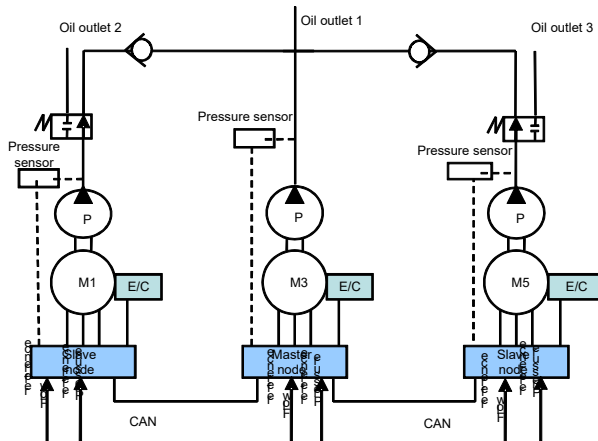 Oil outlet 1
Oil outlet 2
Oil outlet 3
Pressure sensor
Pressure
sensor
Pressure sensor
P
P
P
M1
E/C
M3
E/C
M5
E/C
Slave
node
Master
node
Slave
node
CAN
CAN